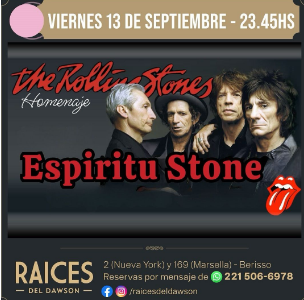 VIERNES 13 DE SEPTIEMBRE - 23.45HS
the Rolling Stones
Homenaje
Espiritu Stone
RAICES
DEL DAWSON
2 (Nueva York) y 169 (Marsella) - Berisso
Reservas por mensaje de 221 506-6978
/raicesdeldawson